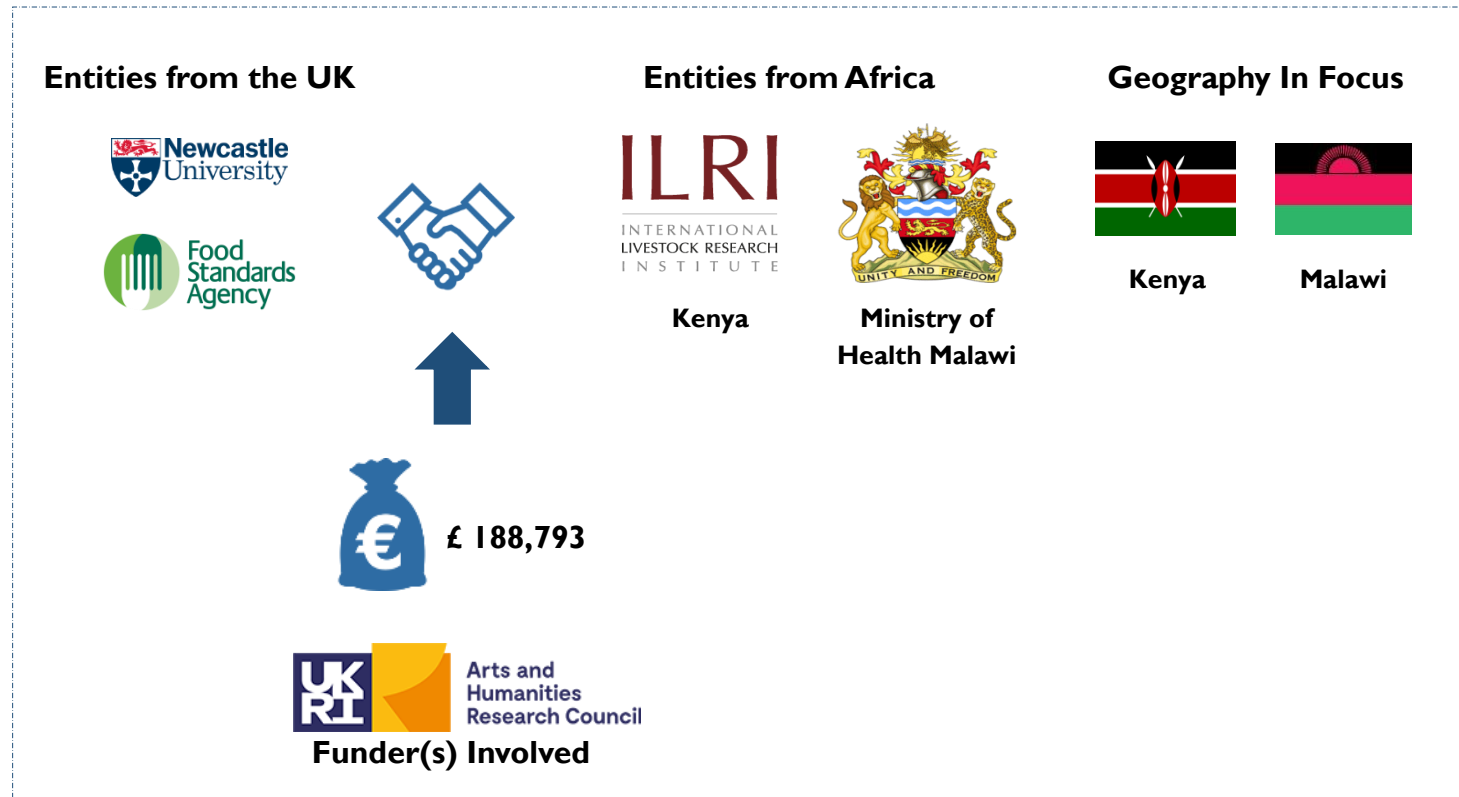 Entities from the UK
Newcastle
University
Food
Standards
Agency
Entities from Africa
ILRI
INTERNATIONAL
LIVESTOCK RESEARCH
INSTITUTE
Kenya
UNITY AND FREEDOM
Ministry of
Health Malawi
Geography In Focus
Kenya
Malawi
€
£ 188,793
UK
RI
Arts and
Humanities
Research Council
Funder(s) Involved